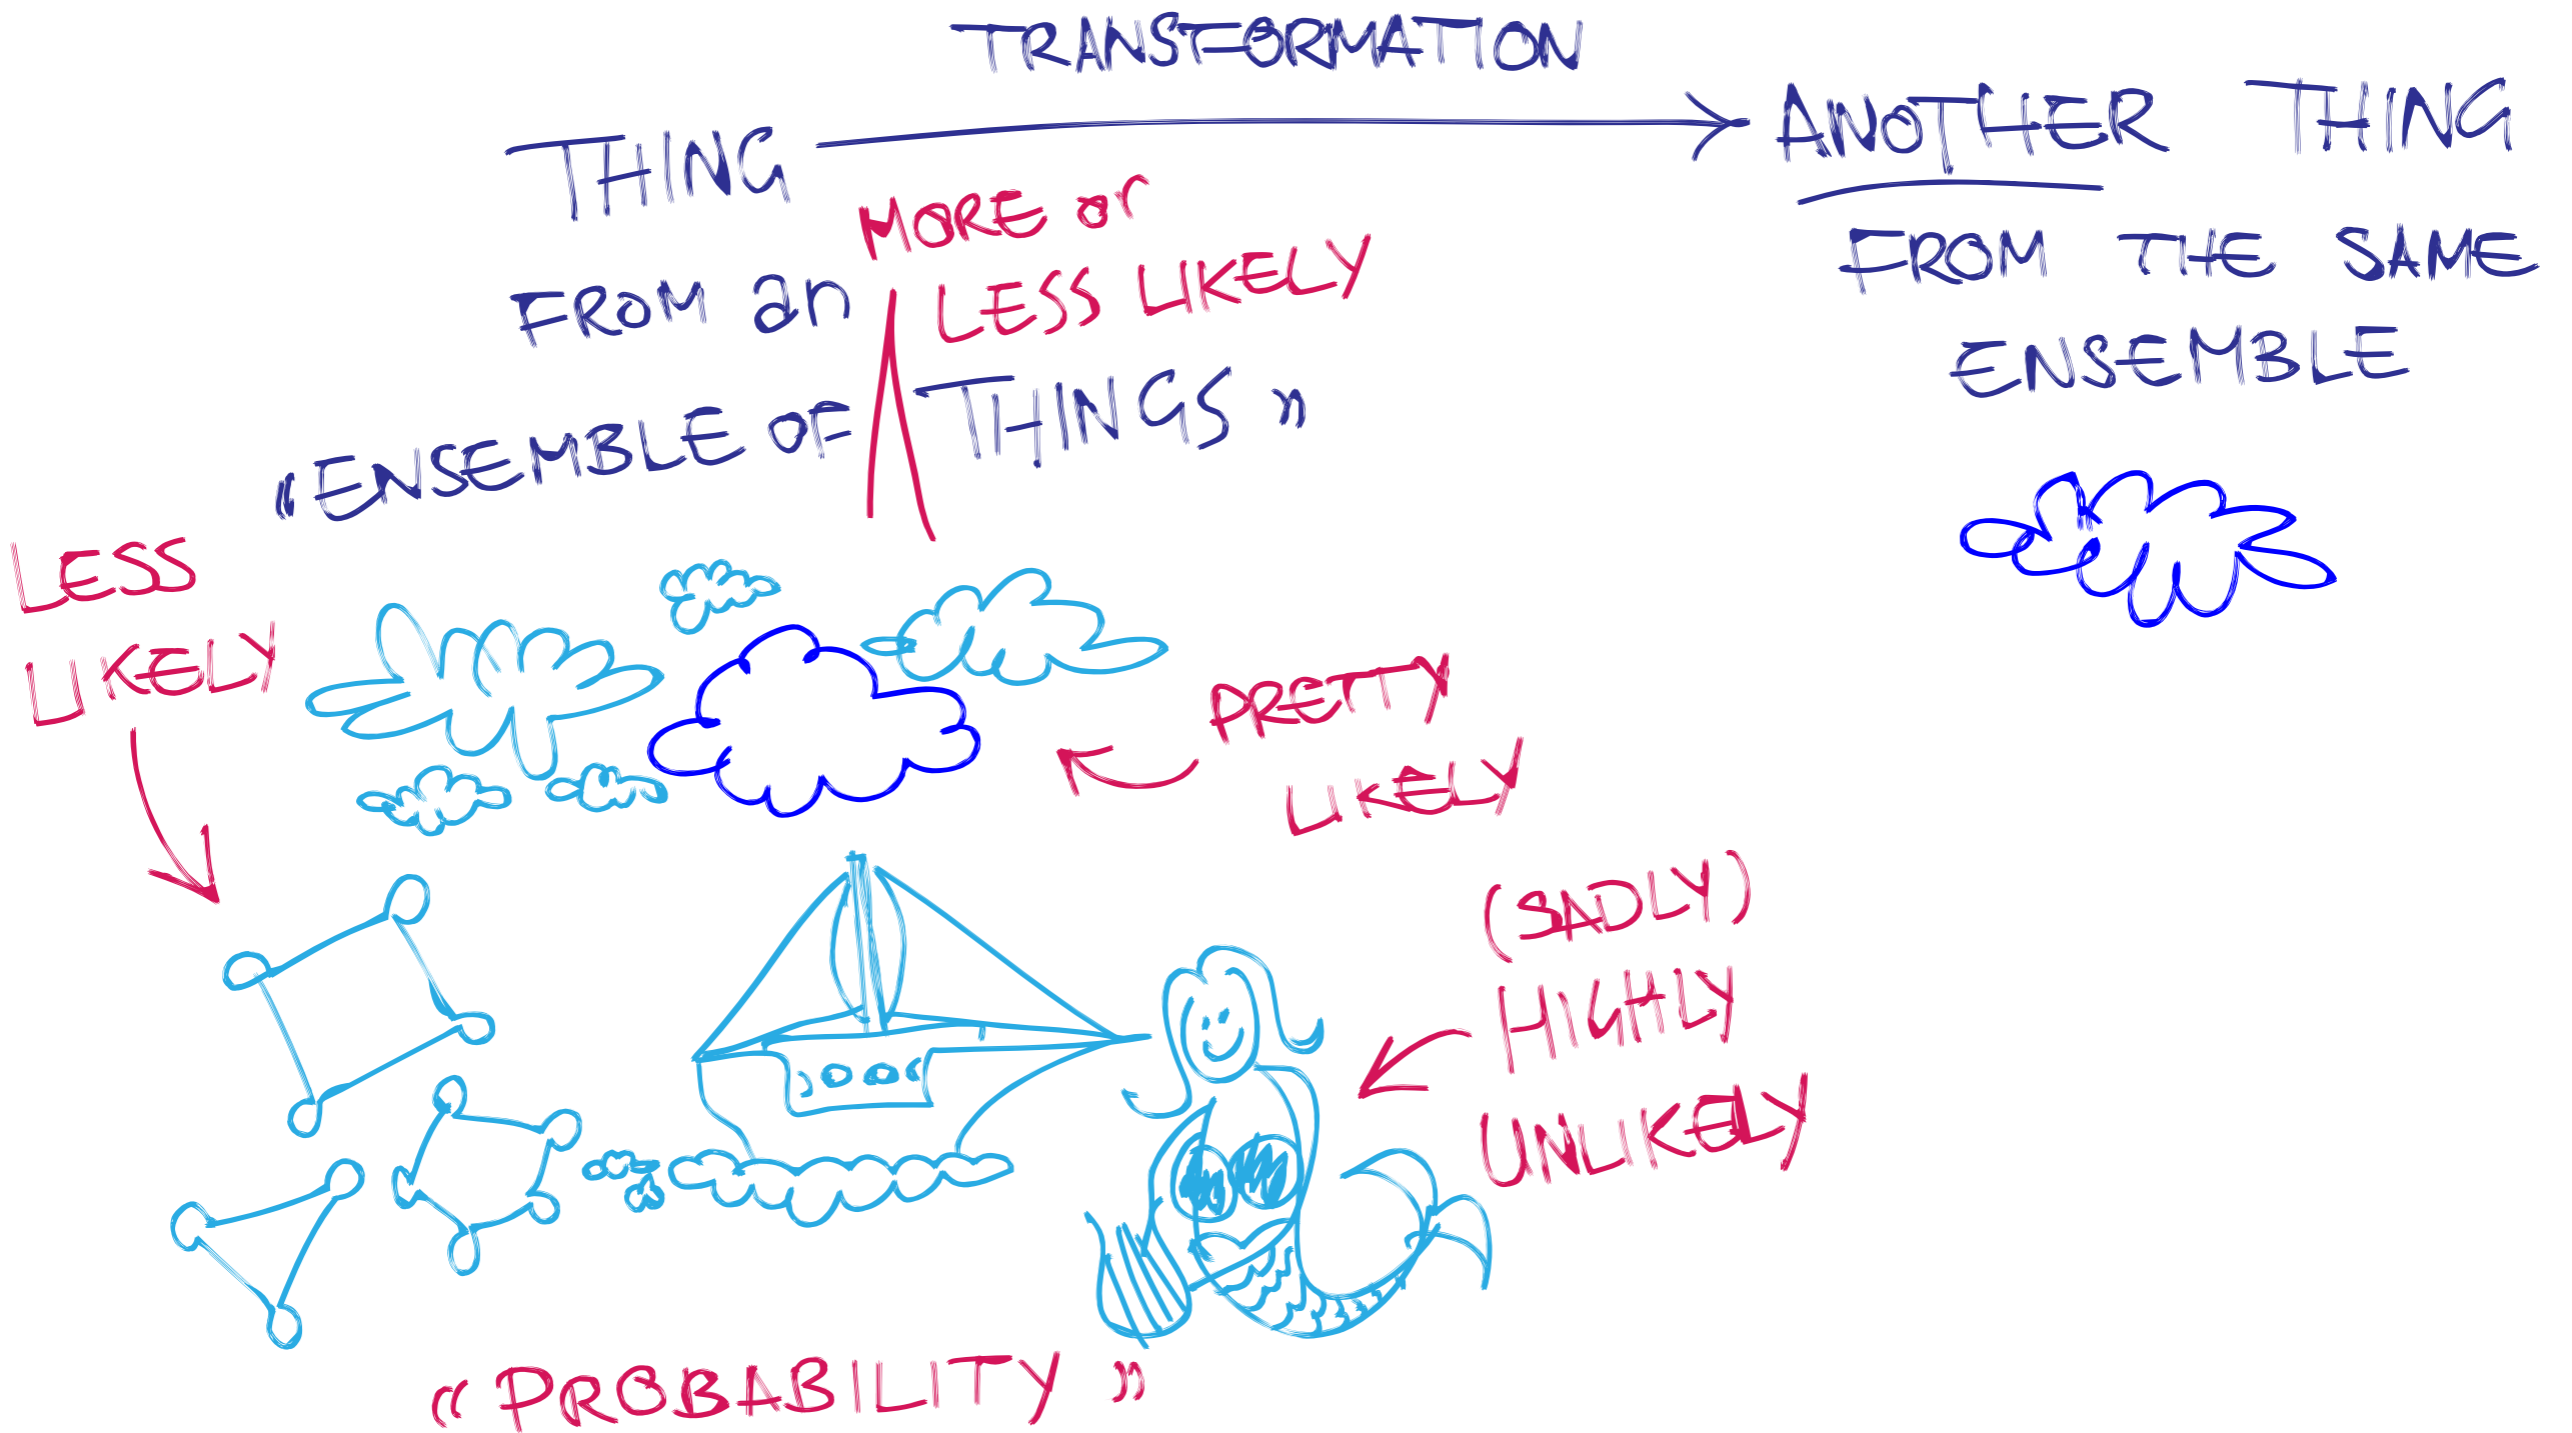 TRANSFORMATION
THING
ANOTHER THING
FROM THE SAME
ENSEMBLE
MORE or
LESS LIKELY
FROM an
"ENSEMBLE OF THINGS"
LESS
LIKELY
PRETTY
LIKELY
(SADLY)
HIGHLY
UNLIKELY
"PROBABILITY"